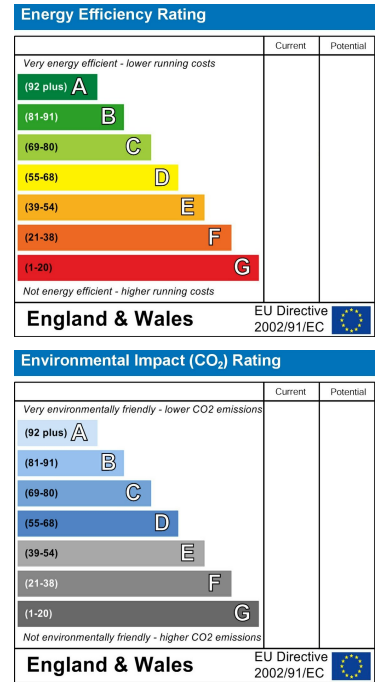 Energy Efficiency Rating
Current Potential
Very energy efficient - lower running costs
(92 plus) A
(81-91) B
(69-80) C
(55-68) D
(39-54) E
(21-38) F
(1-20) G
Not energy efficient - higher running costs
England & Wales EU Directive
2002/91/EC
Environmental Impact (CO₂) Rating
Current Potential
Very environmentally friendly - lower CO2 emissions
(92 plus) A
(81-91) B
(69-80) C
(55-68) D
(39-54) E
(21-38) F
(1-20) G
Not environmentally friendly - higher CO2 emissions
England & Wales EU Directive
2002/91/EC